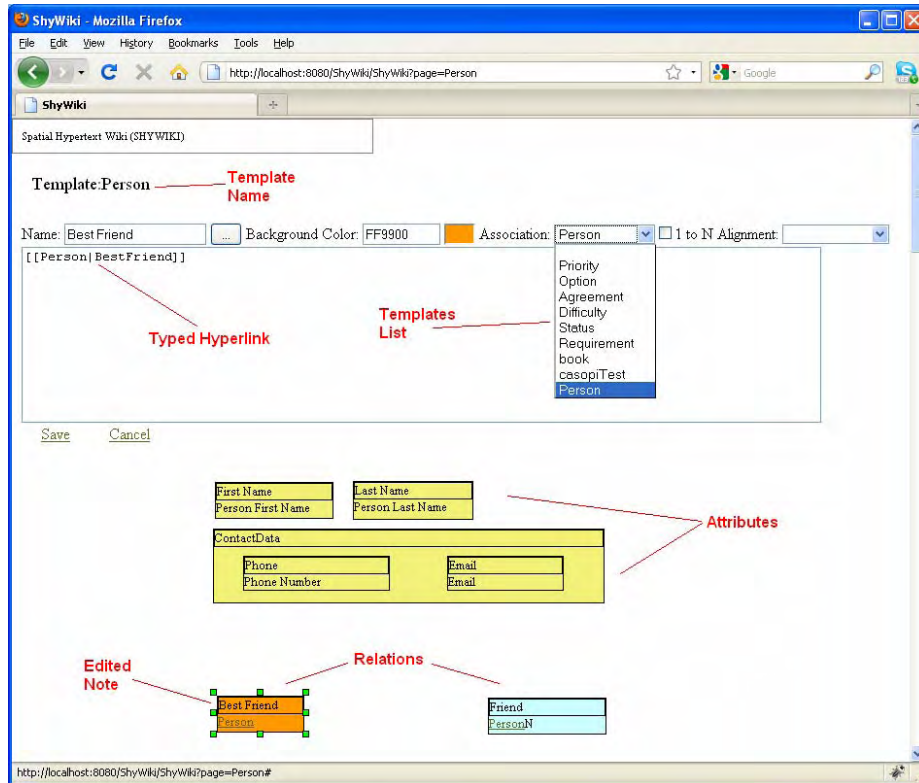 ShyWiki - Mozilla Firefox
File Edit View History Bookmarks Tools Help
http://localhost:8080/ShyWiki/ShyWiki?page=Person
Google
ShyWiki
Spatial Hypertext Wiki (SHYWIKI)
Template:Person
Template Name
Name: Best Friend ... Background Color: FF9900 Association: Person 1 to N Alignment:
[[Person|BestFriend]]
Typed Hyperlink
Templates List
Priority
Option
Agreement
Difficulty
Status
Requirement
book
casopiTest
Person
Save Cancel
First Name
Person First Name
Last Name
Person Last Name
Attributes
ContactData
Phone
Phone Number
Email
Email
Relations
Edited Note
Best Friend
Person
Friend
PersonN
http://localhost:8080/ShyWiki/ShyWiki?page=Person#